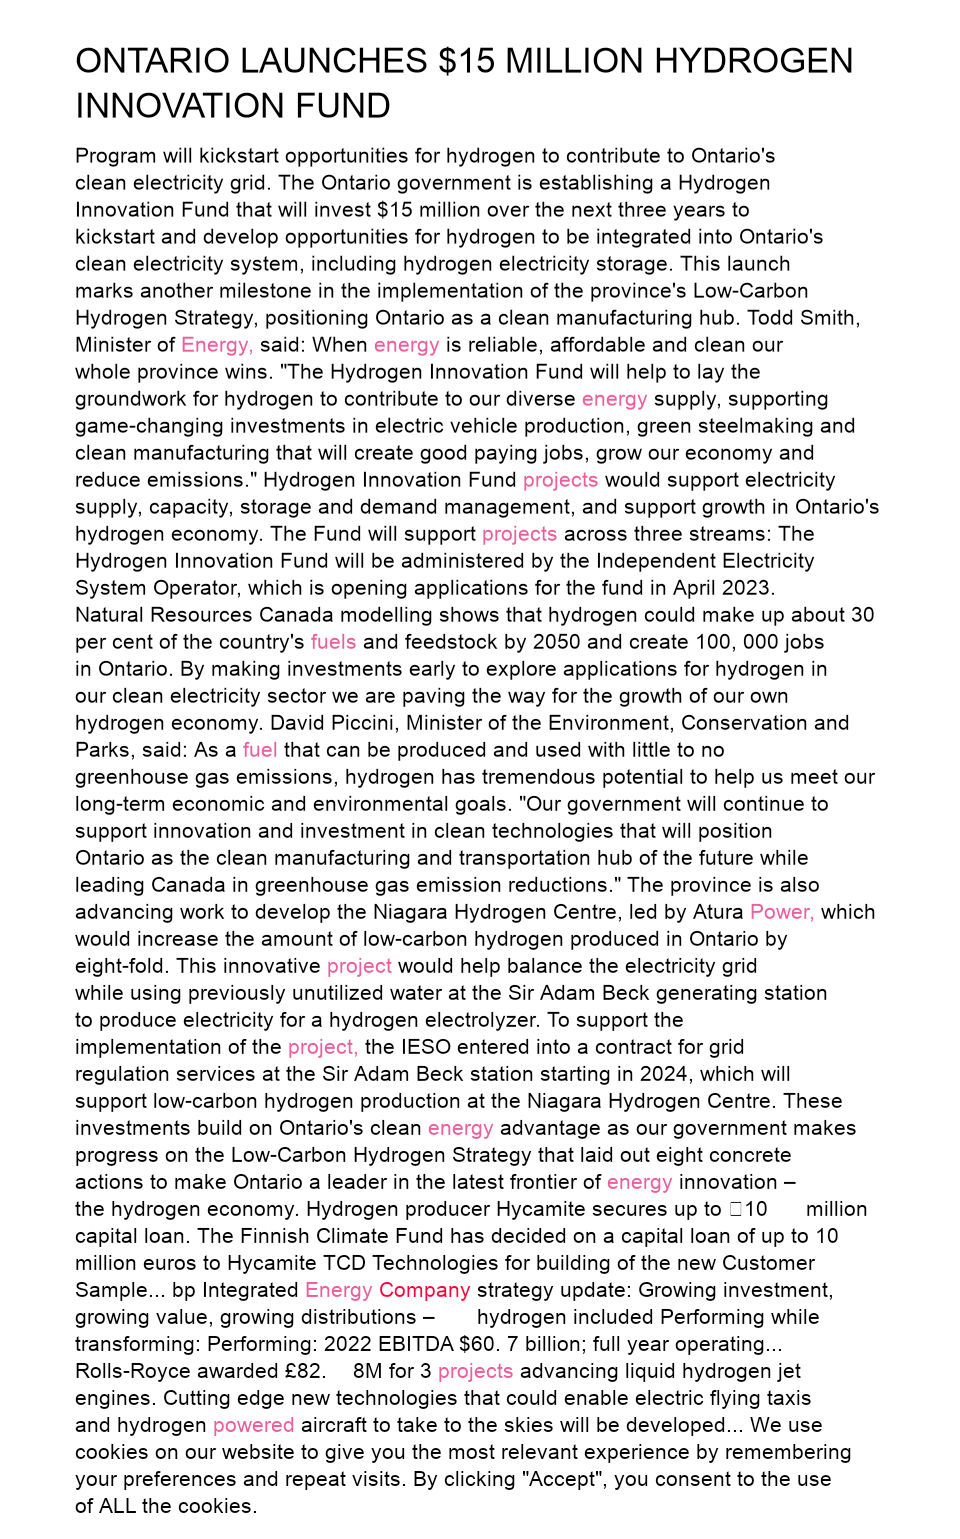 ONTARIO LAUNCHES $15 MILLION HYDROGEN
INNOVATION FUND
Program will kickstart opportunities for hydrogen to contribute to Ontario's
clean electricity grid. The Ontario government is establishing a Hydrogen
Innovation Fund that will invest $15 million over the next three years to
kickstart and develop opportunities for hydrogen to be integrated into Ontario's
clean electricity system, including hydrogen electricity storage. This launch
marks another milestone in the implementation of the province's Low-Carbon
Hydrogen Strategy, positioning Ontario as a clean manufacturing hub. Todd Smith,
Minister of Energy, said: When energy is reliable, affordable and clean our
whole province wins. "The Hydrogen Innovation Fund will help to lay the
groundwork for hydrogen to contribute to our diverse energy supply, supporting
game-changing investments in electric vehicle production, green steelmaking and
clean manufacturing that will create good paying jobs, grow our economy and
reduce emissions." Hydrogen Innovation Fund projects would support electricity
supply, capacity, storage and demand management, and support growth in Ontario's
hydrogen economy. The Fund will support projects across three streams: The
Hydrogen Innovation Fund will be administered by the Independent Electricity
System Operator, which is opening applications for the fund in April 2023.
Natural Resources Canada modelling shows that hydrogen could make up about 30
per cent of the country's fuels and feedstock by 2050 and create 100, 000 jobs
in Ontario. By making investments early to explore applications for hydrogen in
our clean electricity sector we are paving the way for the growth of our own
hydrogen economy. David Piccini, Minister of the Environment, Conservation and
Parks, said: As a fuel that can be produced and used with little to no
greenhouse gas emissions, hydrogen has tremendous potential to help us meet our
long-term economic and environmental goals. "Our government will continue to
support innovation and investment in clean technologies that will position
Ontario as the clean manufacturing and transportation hub of the future while
leading Canada in greenhouse gas emission reductions." The province is also
advancing work to develop the Niagara Hydrogen Centre, led by Atura Power, which
would increase the amount of low-carbon hydrogen produced in Ontario by
eight-fold. This innovative project would help balance the electricity grid
while using previously unutilized water at the Sir Adam Beck generating station
to produce electricity for a hydrogen electrolyzer. To support the
implementation of the project, the IESO entered into a contract for grid
regulation services at the Sir Adam Beck station starting in 2024, which will
support low-carbon hydrogen production at the Niagara Hydrogen Centre. These
investments build on Ontario's clean energy advantage as our government makes
progress on the Low-Carbon Hydrogen Strategy that laid out eight concrete
actions to make Ontario a leader in the latest frontier of energy innovation –
the hydrogen economy. Hydrogen producer Hycamite secures up to 10 million
capital loan. The Finnish Climate Fund has decided on a capital loan of up to 10
million euros to Hycamite TCD Technologies for building of the new Customer
Sample... bp Integrated Energy Company strategy update: Growing investment,
growing value, growing distributions – hydrogen included Performing while
transforming: Performing: 2022 EBITDA $60. 7 billion; full year operating...
Rolls-Royce awarded £82. 8M for 3 projects advancing liquid hydrogen jet
engines. Cutting edge new technologies that could enable electric flying taxis
and hydrogen powered aircraft to take to the skies will be developed... We use
cookies on our website to give you the most relevant experience by remembering
your preferences and repeat visits. By clicking "Accept", you consent to the use
of ALL the cookies.